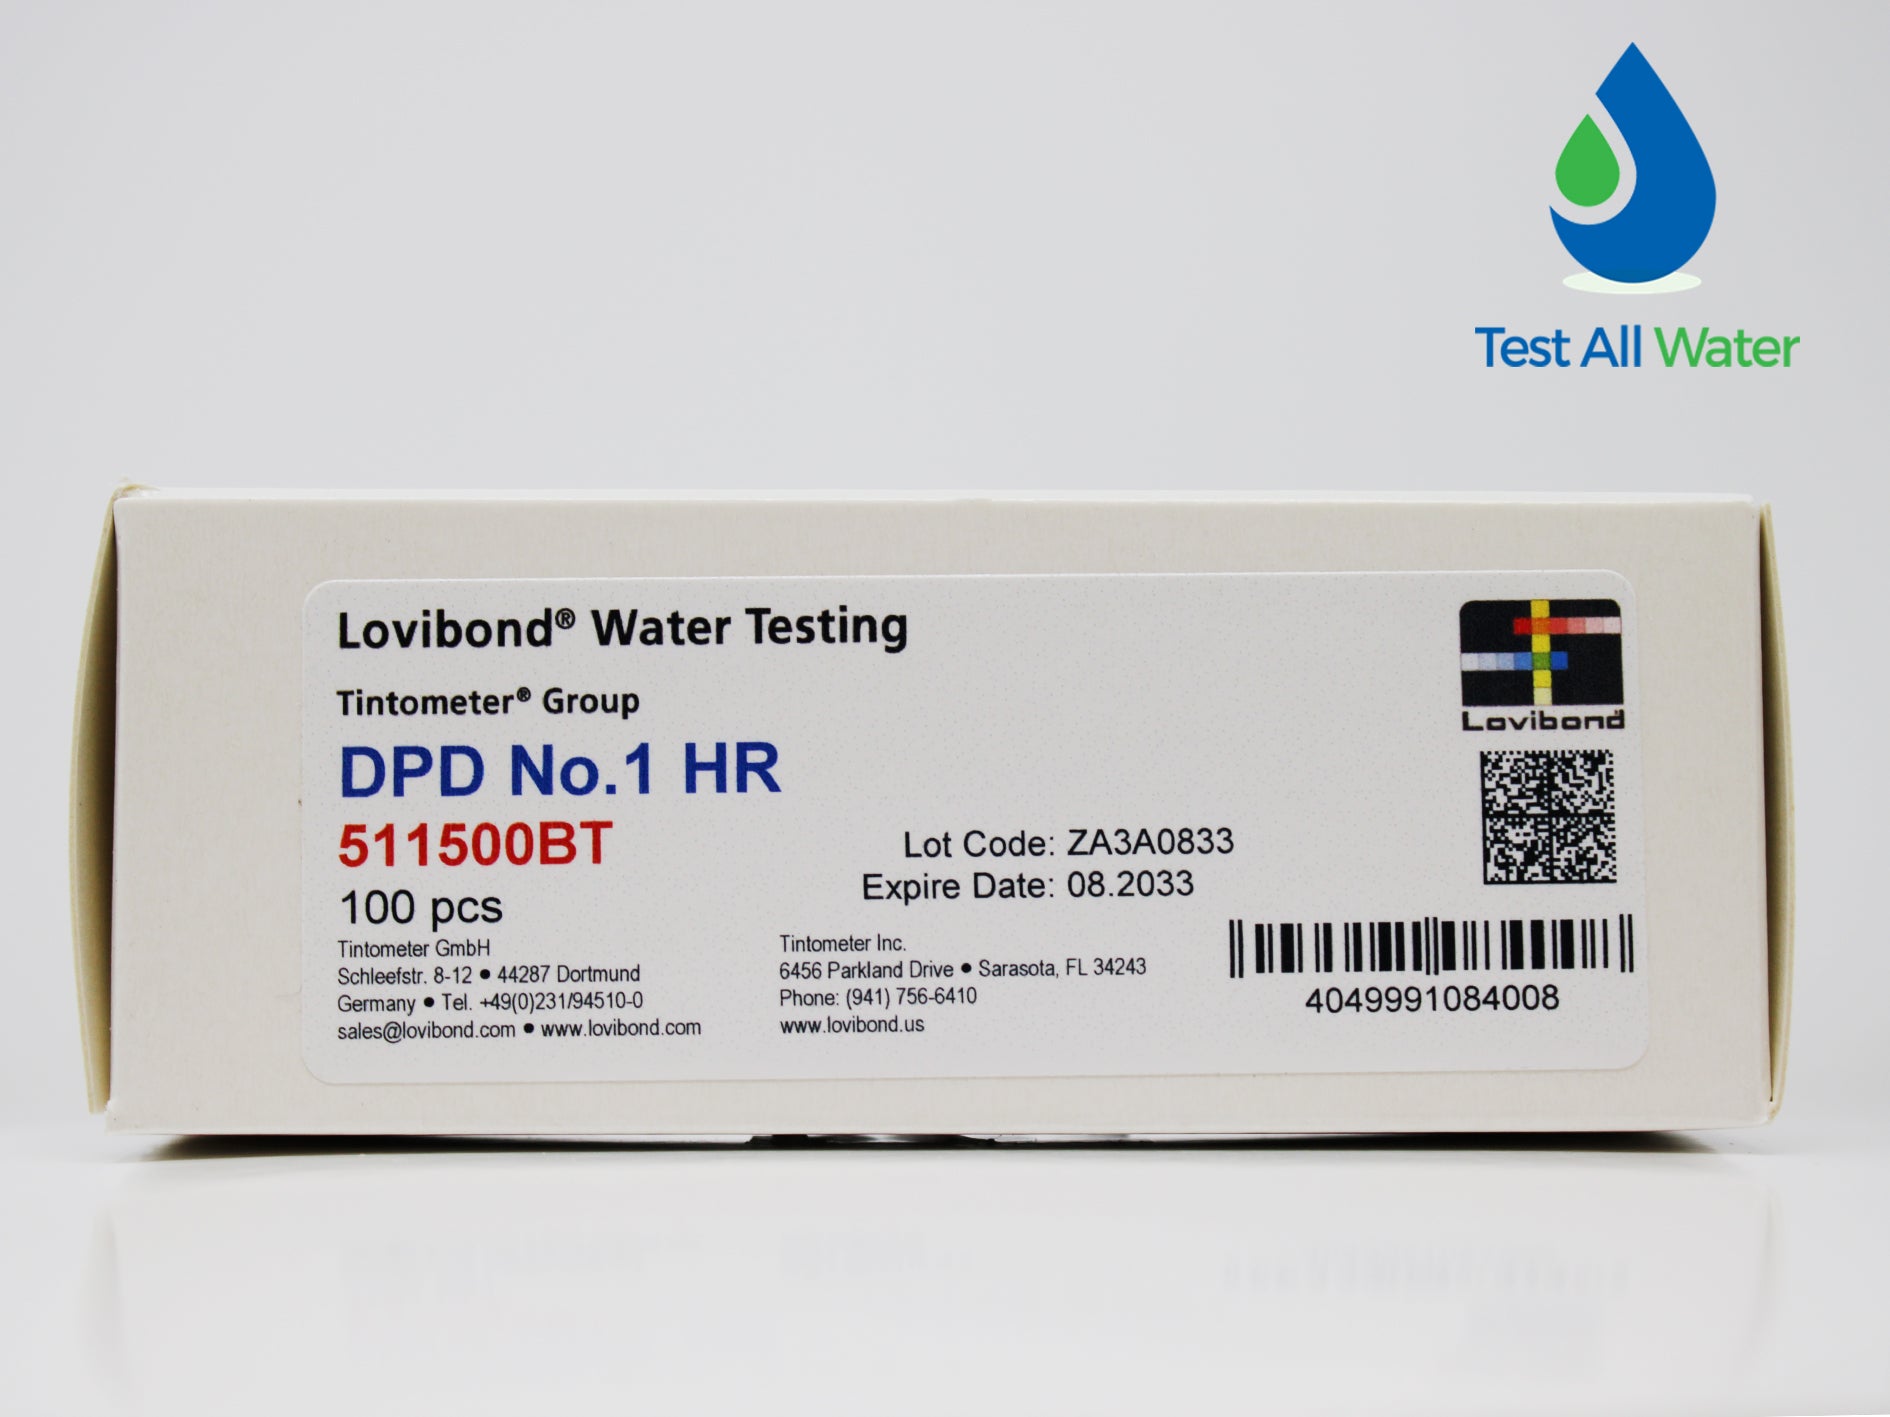 Test All Water
Lovibond® Water Testing
Tintometer® Group
DPD No.1 HR
511500BT
100 pcs
Lot Code: ZA3A0833
Expire Date: 08.2033
Tintometer GmbH
Schleefstr. 8-12 ● 44287 Dortmund
Germany ● Tel. +49(0)231/94510-0
sales@lovibond.com ● www.lovibond.com
Tintometer Inc.
6456 Parkland Drive ● Sarasota, FL 34243
Phone: (941) 756-6410
www.lovibond.us
Lovibond
4049991084008